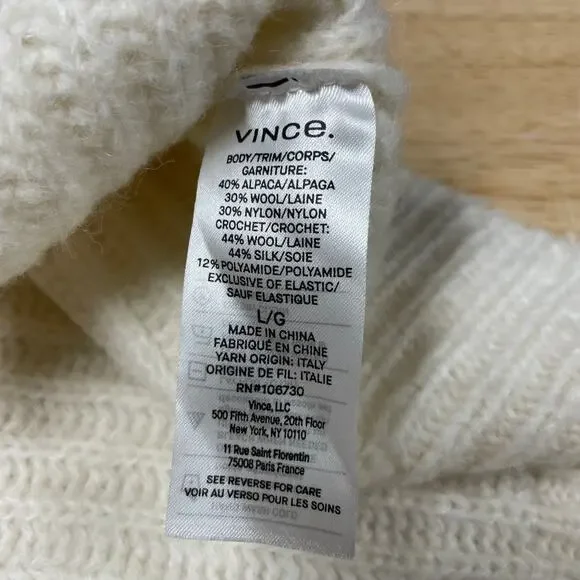 VINCe.
BODY/TRIM/CORPS/
GARNITURE:
40% ALPACA/ALPAGA
30% WOOL/LAINE
30% NYLON/NYLON
CROCHET/CROCHET:
44% WOOL/LAINE
44% SILK/SOIE
12% POLYAMIDE/POLYAMIDE
EXCLUSIVE OF ELASTIC/
SAUF ELASTIQUE
L/G
MADE IN CHINA
FABRIQUÉ EN CHINE
YARN ORIGIN: ITALY
ORIGINE DE FIL: ITALIE
RN#106730
Vince, LLC
500 Fifth Avenue, 20th Floor
New York, NY 10110
11 Rue Saint Florentin
75008 Paris France
SEE REVERSE FOR CARE
VOIR AU VERSO POUR LES SOINS